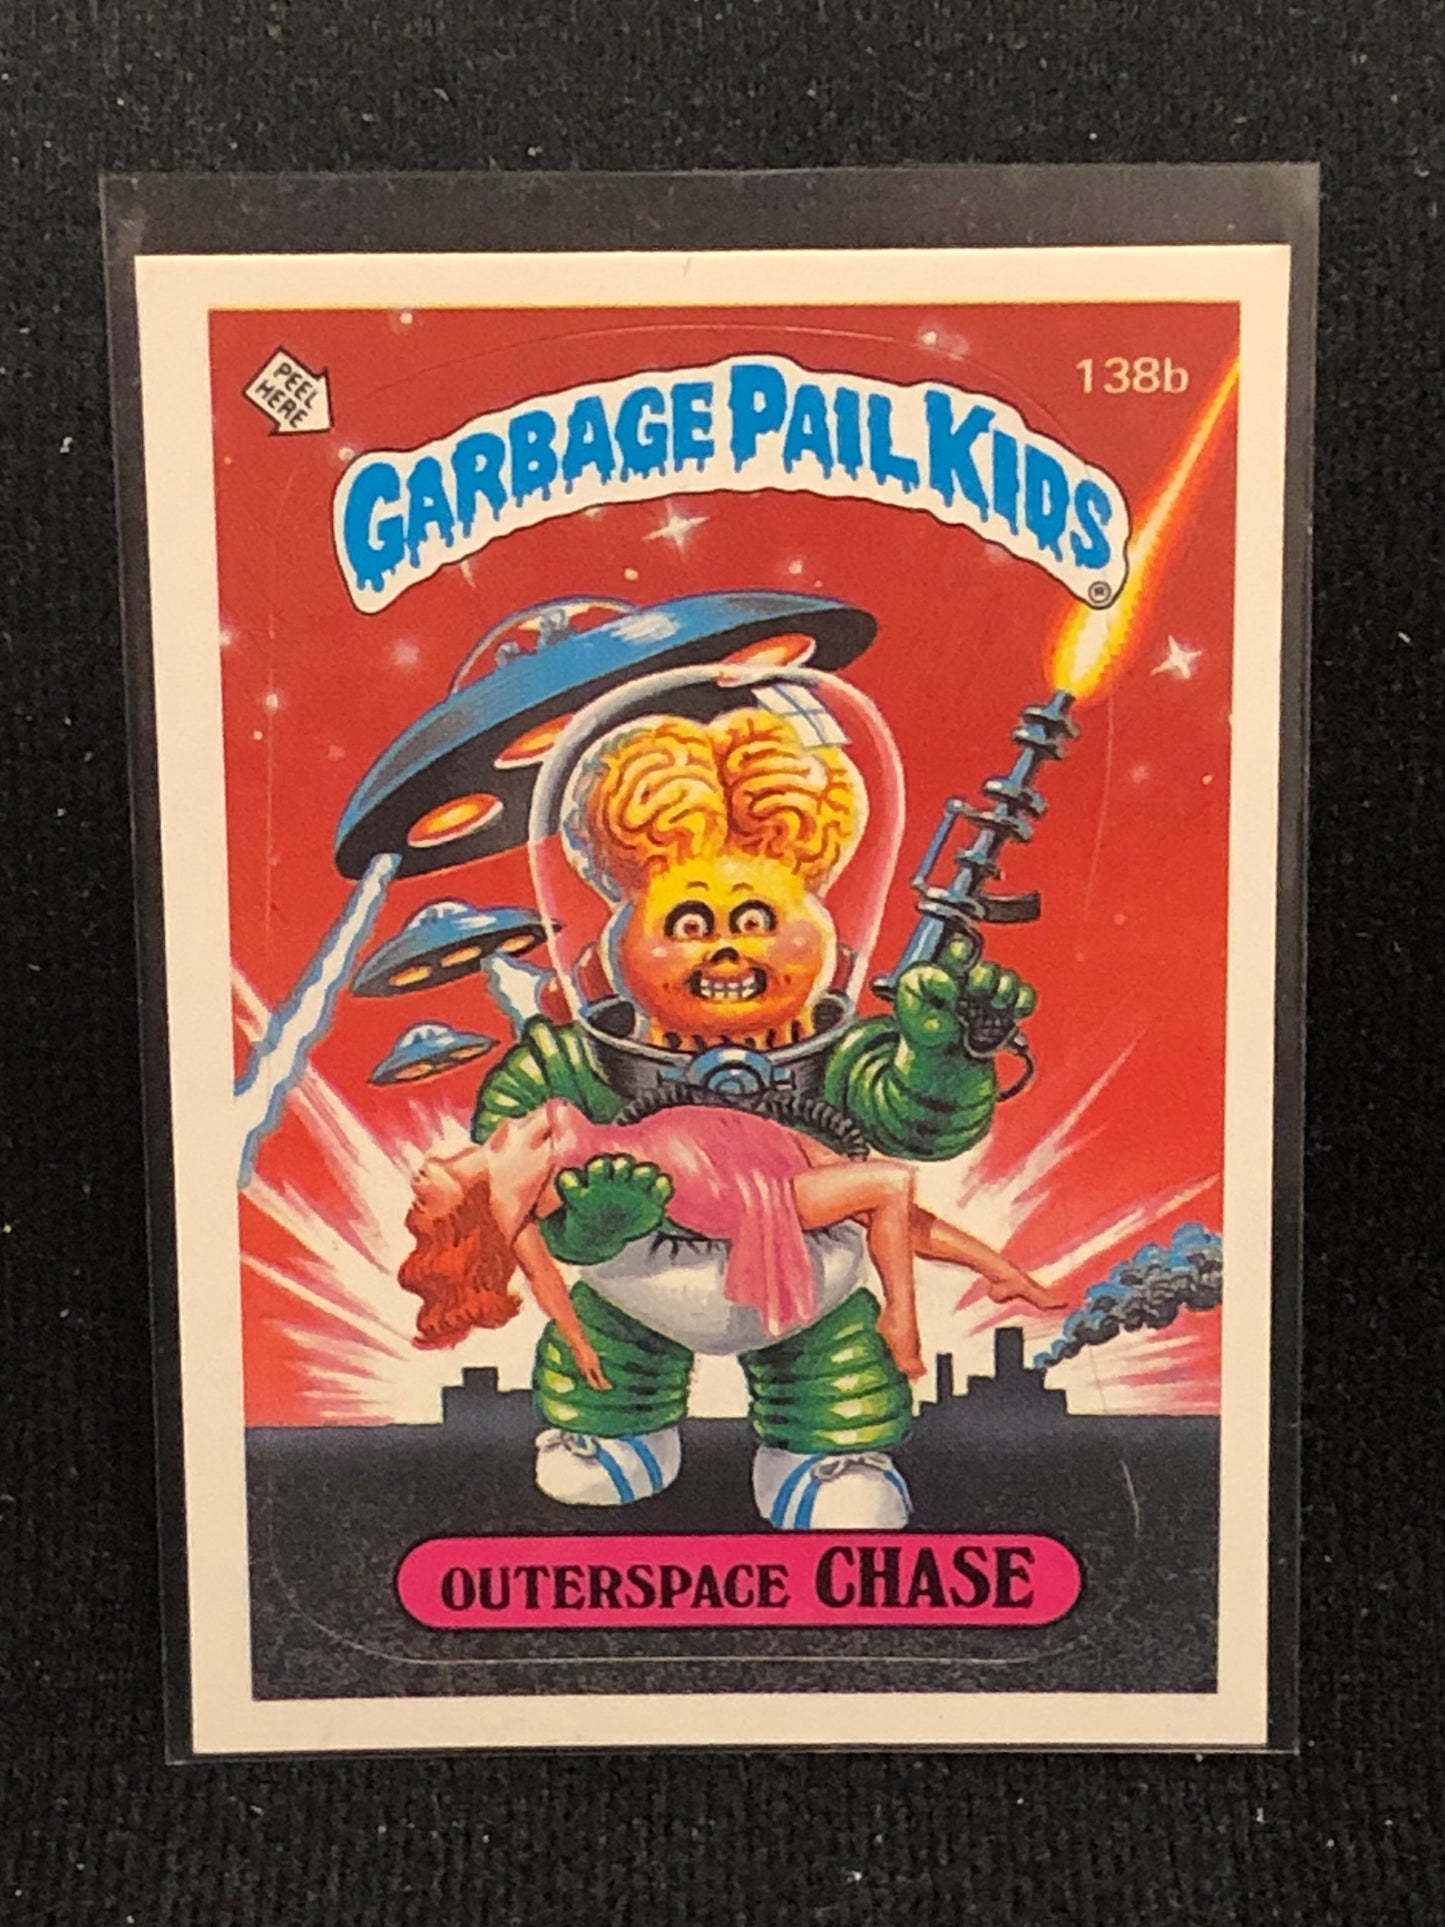 PEEL
HERE
138b
GARBAGE PAIL KIDS
®
OUTERSPACE CHASE